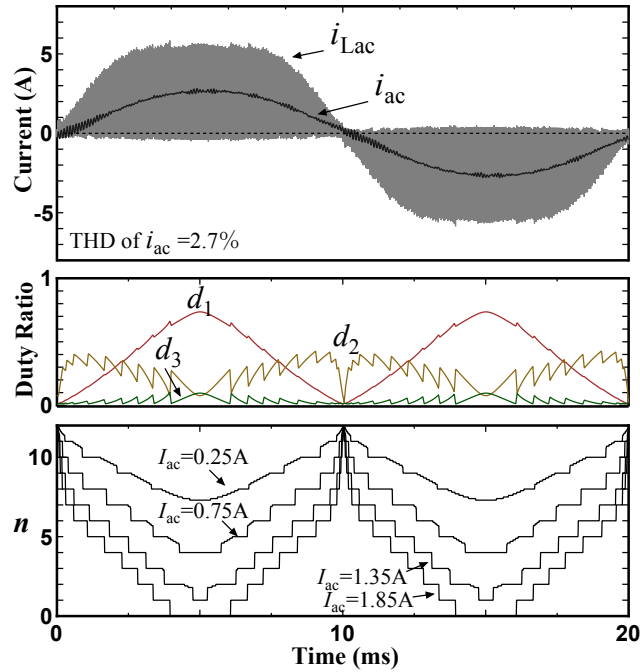 i_Lac
i_ac
Current (A)
5
0
-5
THD of i_ac =2.7%
Duty Ratio
1
0
d_1
d_2
d_3
n
10
5
0
I_ac=0.25A
I_ac=0.75A
I_ac=1.35A
I_ac=1.85A
0
10
20
Time (ms)